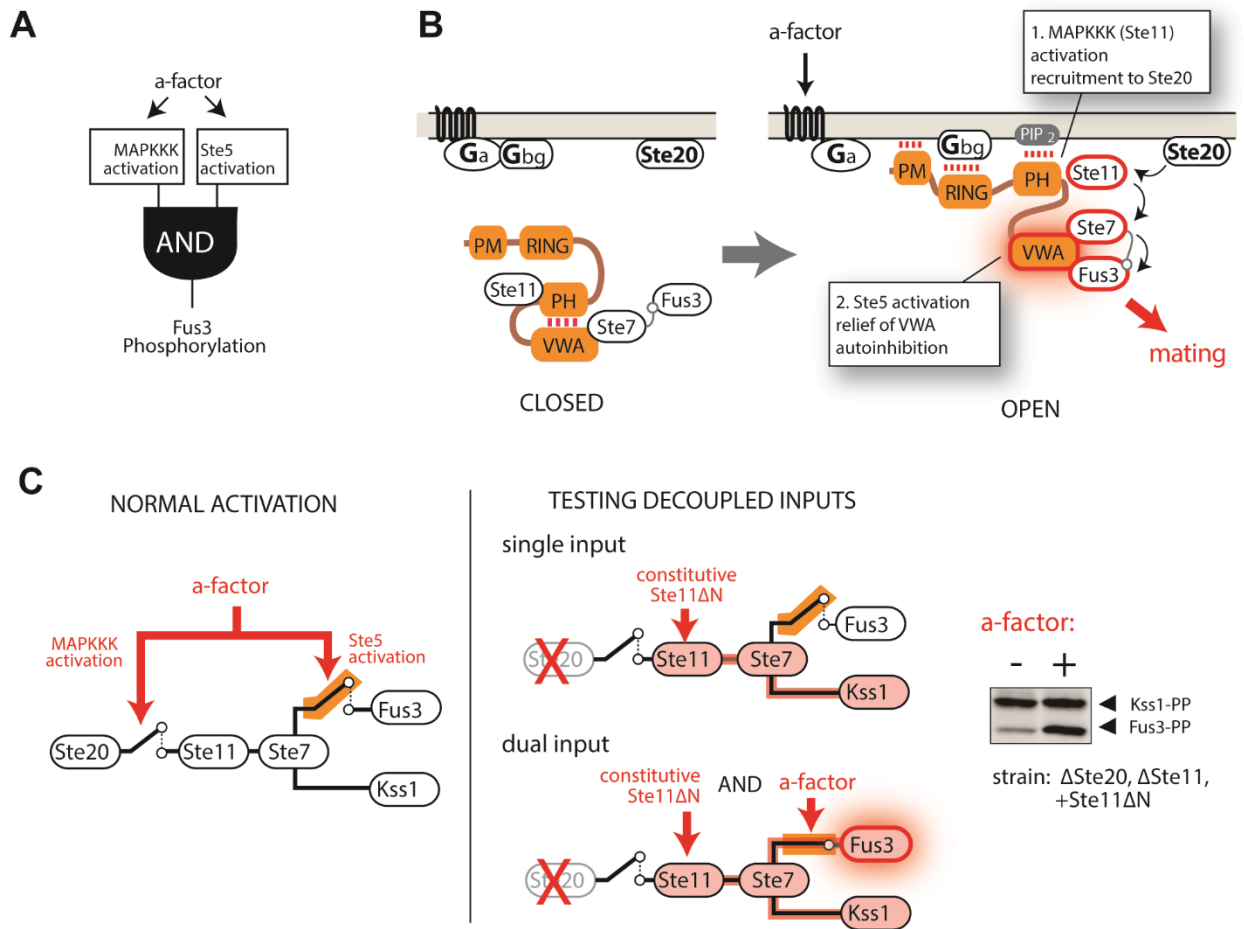 A
a-factor
MAPKKK
activation
Ste5
activation
AND
Fus3
Phosphorylation
B
a-factor
Ga
Gbg
Ste20
PM
RING
Ste11
PH
VWA
Ste7
Fus3
CLOSED
1. MAPKKK (Ste11)
activation
recruitment to Ste20
Ga
Gbg
PIP 2
Ste20
PM
RING
PH
Ste11
Ste7
VWA
Fus3
2. Ste5 activation
relief of VWA
autoinhibition
mating
OPEN
C
NORMAL ACTIVATION
a-factor
MAPKKK
activation
Ste5
activation
Ste20
Ste11
Ste7
Fus3
Kss1
TESTING DECOUPLED INPUTS
single input
constitutive
Ste11ΔN
Ste20
Ste11
Ste7
Fus3
Kss1
dual input
constitutive
Ste11ΔN
AND
a-factor
Ste20
Ste11
Ste7
Fus3
Kss1
a-factor:
- +
Kss1-PP
Fus3-PP
strain: ΔSte20, ΔSte11,
+Ste11ΔN